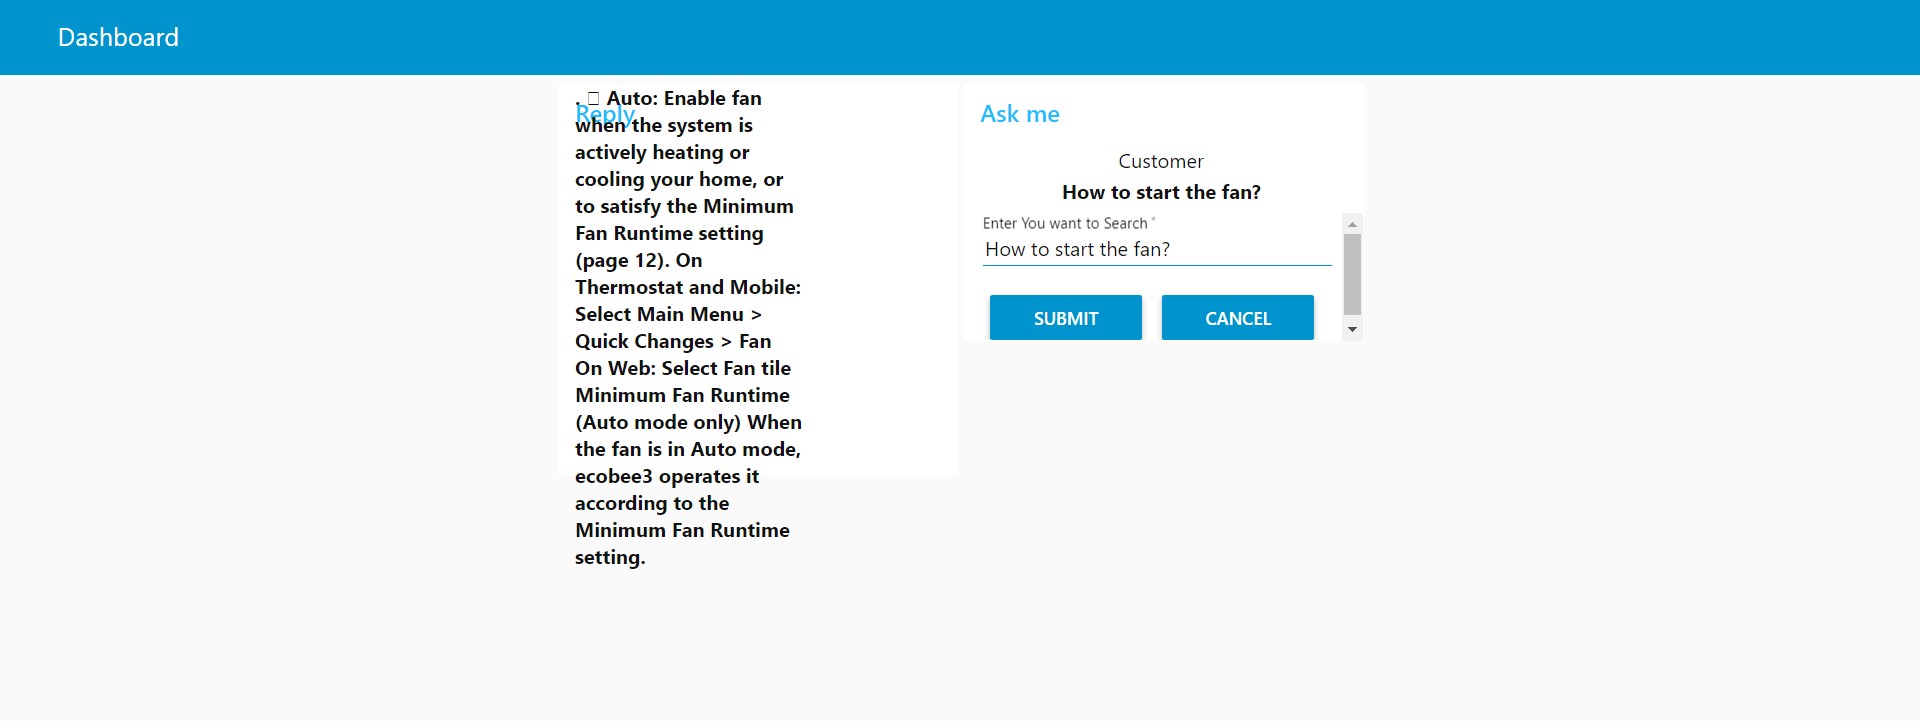 Dashboard
Reply
. Auto: Enable fan
when the system is
actively heating or
cooling your home, or
to satisfy the Minimum
Fan Runtime setting
(page 12). On
Thermostat and Mobile:
Select Main Menu >
Quick Changes > Fan
On Web: Select Fan tile
Minimum Fan Runtime
(Auto mode only) When
the fan is in Auto mode,
ecobee3 operates it
according to the
Minimum Fan Runtime
setting.
Ask me
Customer
How to start the fan?
Enter You want to Search *
How to start the fan?
SUBMIT
CANCEL